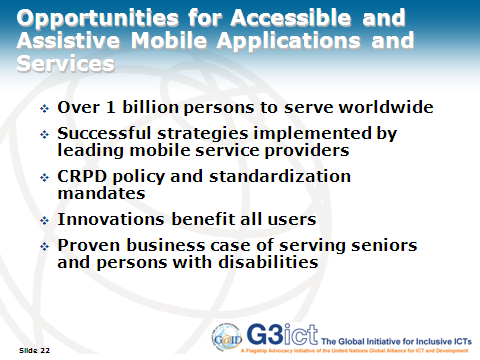 Opportunities for Accessible and
Assistive Mobile Applications and
Services
Over 1 billion persons to serve worldwide
Successful strategies implemented by
leading mobile service providers
CRPD policy and standardization
mandates
Innovations benefit all users
Proven business case of serving seniors
and persons with disabilities
Slide 22
G@ID G3ict The Global Initiative for Inclusive ICTs
A Flagship Advocacy Initiative of the United Nations Global Alliance for ICT and Development